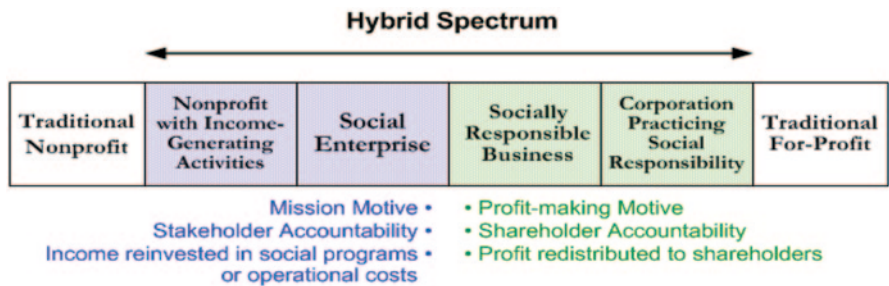 Hybrid Spectrum
Traditional
Nonprofit
Nonprofit
with Income-
Generating
Activities
Social
Enterprise
Socially
Responsible
Business
Corporation
Practicing
Social
Responsibility
Traditional
For-Profit
Mission Motive •
Stakeholder Accountability •
Income reinvested in social programs •
or operational costs
• Profit-making Motive
• Shareholder Accountability
• Profit redistributed to shareholders